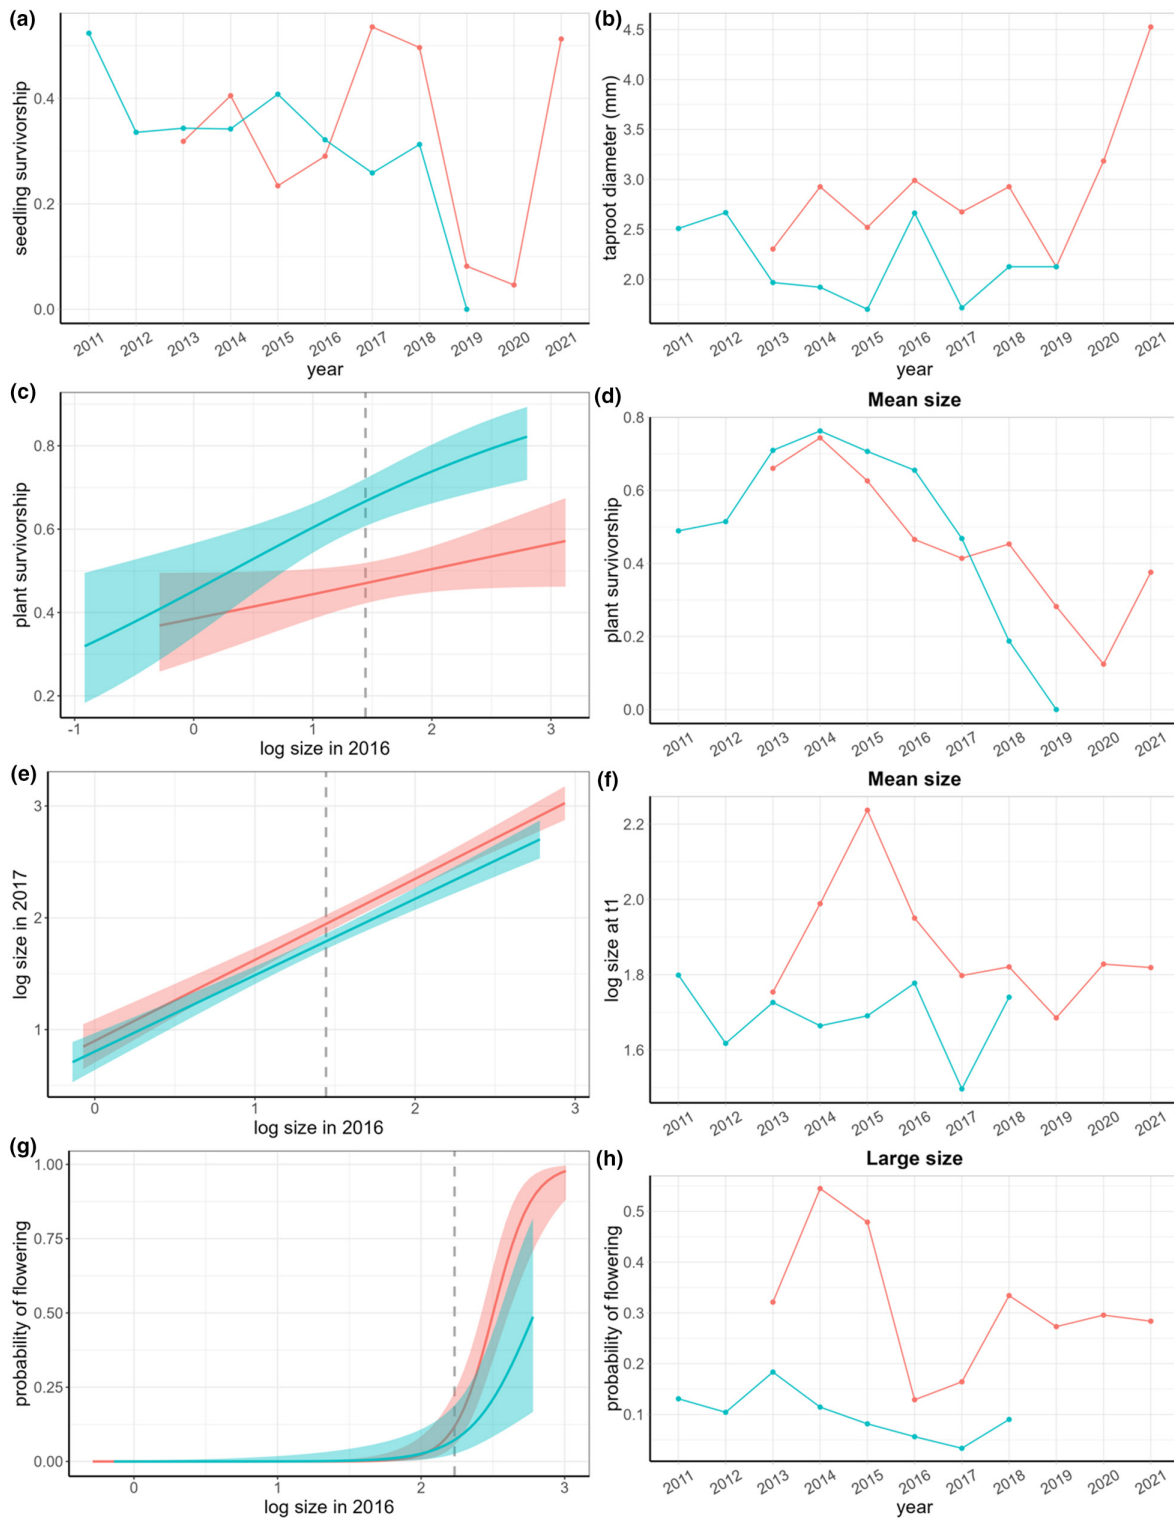 (a)
seedling survivorship
0.4
0.2
0.0
2011 2012 2013 2014 2015 2016 2017 2018 2019 2020 2021
year
(b)
taproot diameter (mm)
4.5
4.0
3.5
3.0
2.5
2.0
2011 2012 2013 2014 2015 2016 2017 2018 2019 2020 2021
year
(c)
plant survivorship
0.8
0.6
0.4
0.2
-1 0 1 2 3
log size in 2016
(d)
Mean size
plant survivorship
0.8
0.6
0.4
0.2
0.0
2011 2012 2013 2014 2015 2016 2017 2018 2019 2020 2021
(e)
log size in 2017
3
2
1
0 1 2 3
log size in 2016
(f)
Mean size
log size at t1
2.2
2.0
1.8
1.6
2011 2012 2013 2014 2015 2016 2017 2018 2019 2020 2021
(g)
probability of flowering
1.00
0.75
0.50
0.25
0.00
0 1 2 3
log size in 2016
(h)
Large size
probability of flowering
0.5
0.4
0.3
0.2
0.1
2011 2012 2013 2014 2015 2016 2017 2018 2019 2020 2021
year